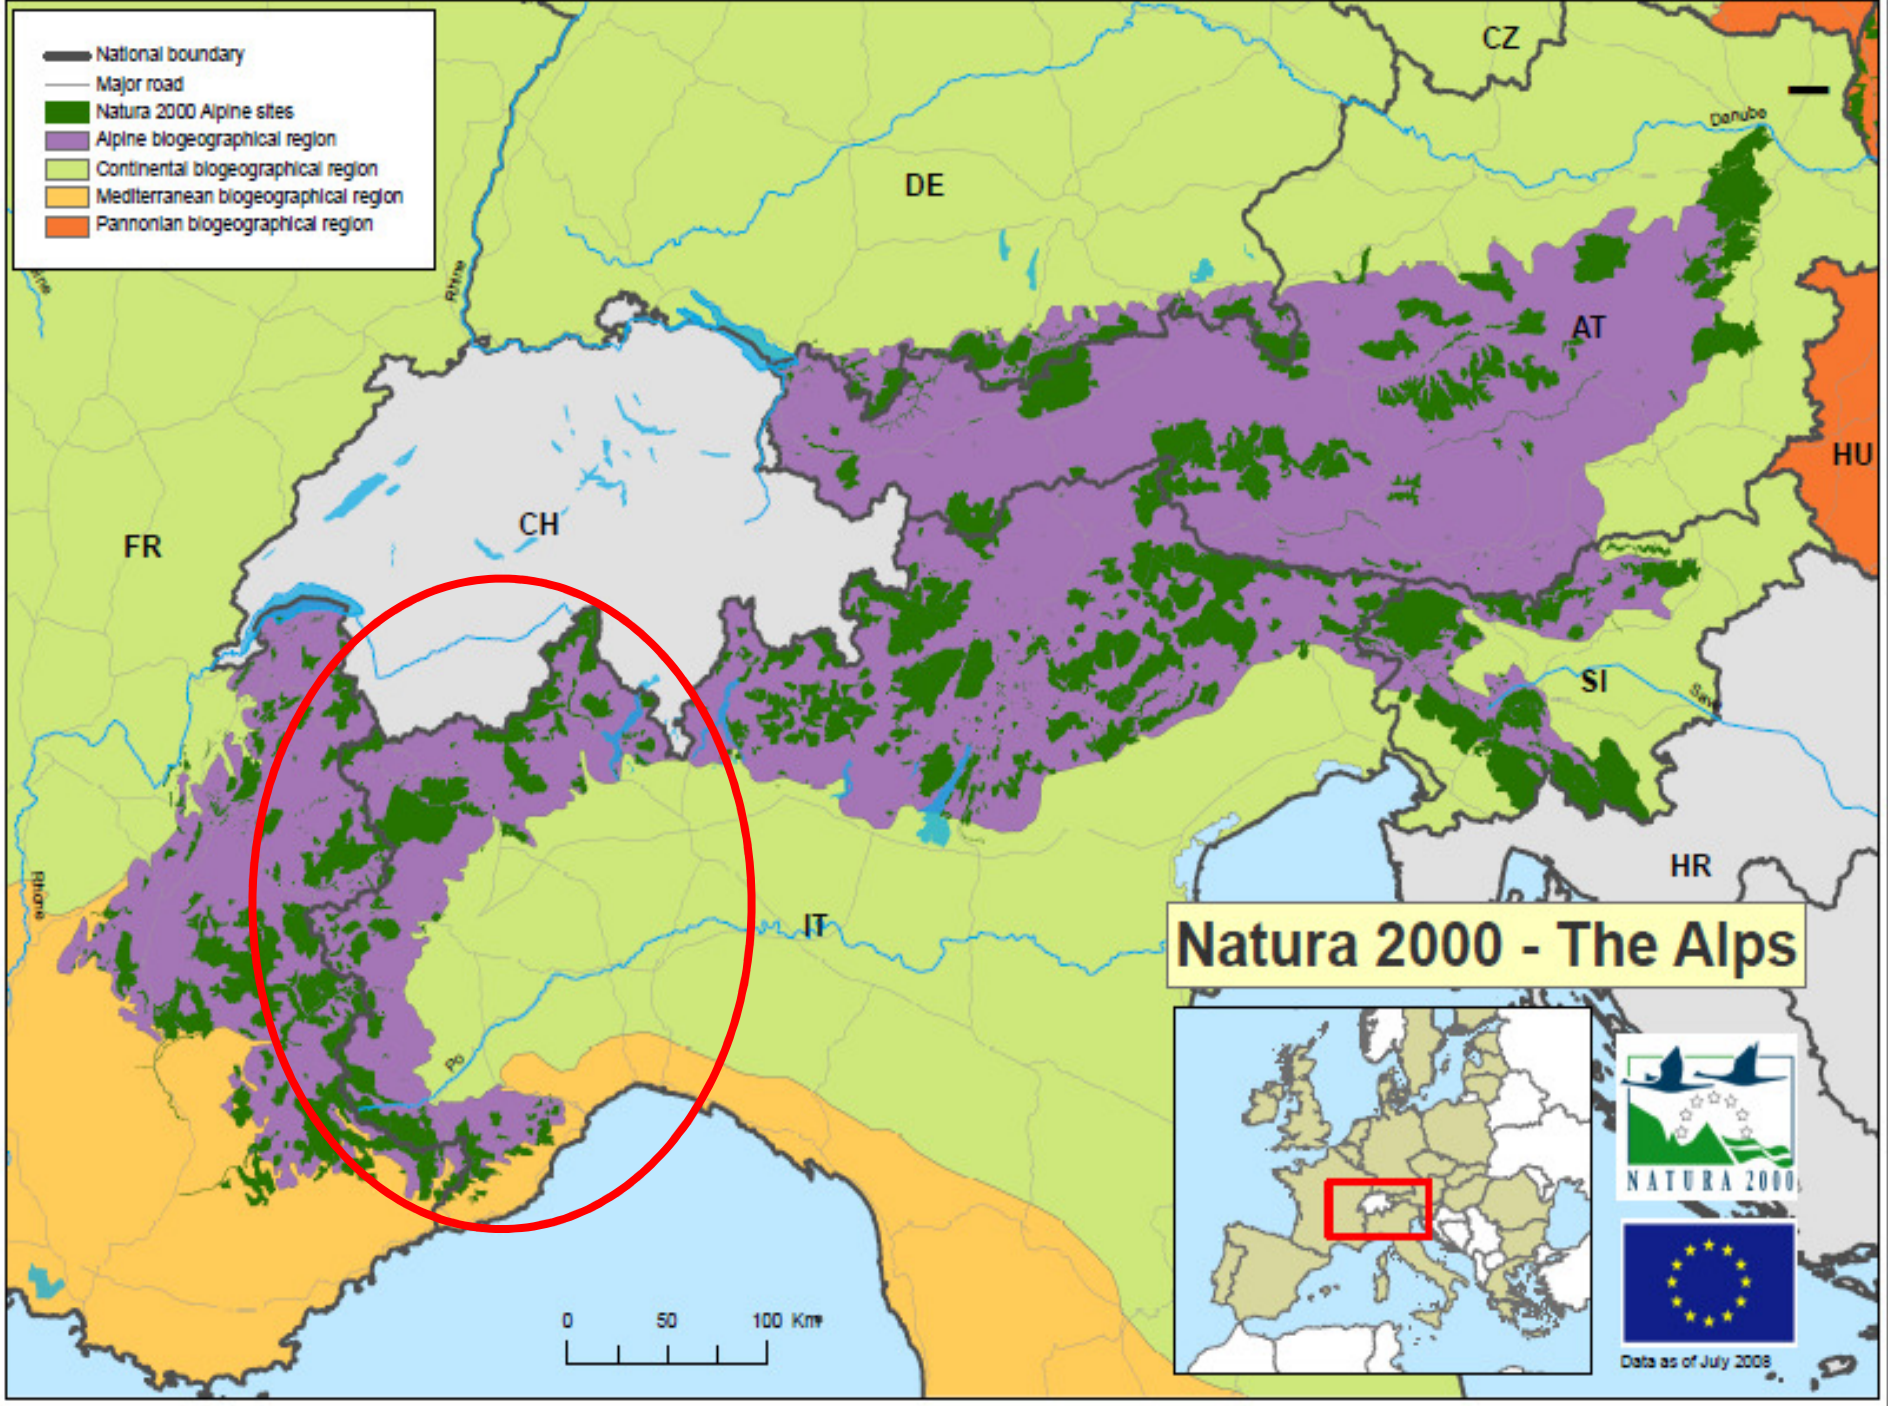 National boundary
Major road
Natura 2000 Alpine sites
Alpine biogeographical region
Continental biogeographical region
Mediterranean biogeographical region
Pannonian biogeographical region
CZ
Danube
DE
Rhine
AT
HU
CH
FR
SI
Sava
HR
Rhône
IT
Po
Natura 2000 - The Alps
0 50 100 Km
NATURA 2000
Data as of July 2008